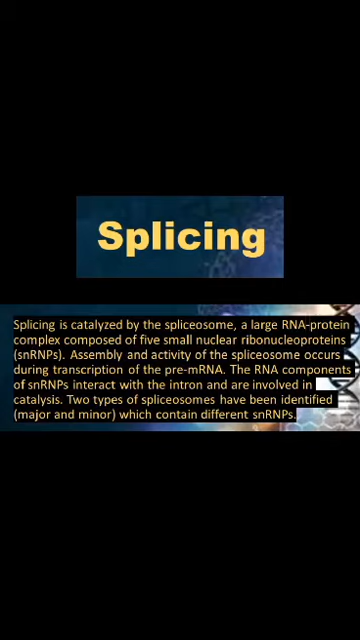 Splicing
Splicing is catalyzed by the spliceosome, a large RNA-protein
complex composed of five small nuclear ribonucleoproteins
(snRNPs). Assembly and activity of the spliceosome occurs
during transcription of the pre-mRNA. The RNA components
of snRNPs interact with the intron and are involved in
catalysis. Two types of spliceosomes have been identified
(major and minor) which contain different snRNPs.